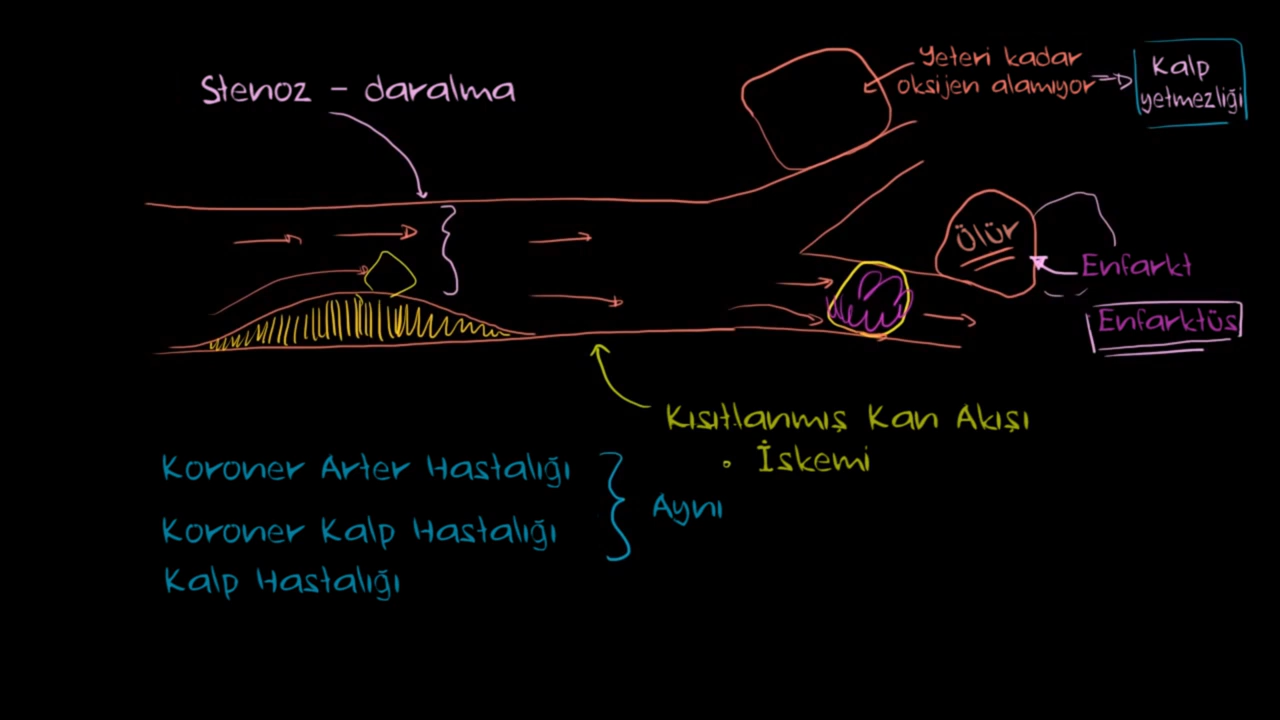 Stenoz - daralma
Yeteri kadar
oksijen alamıyor
Kalp
yetmezliği
Ölür
Enfarkt
Enfarktüs
Kısıtlanmış Kan Akışı
• İskemi
Koroner Arter Hastalığı
Koroner Kalp Hastalığı
Aynı
Kalp Hastalığı